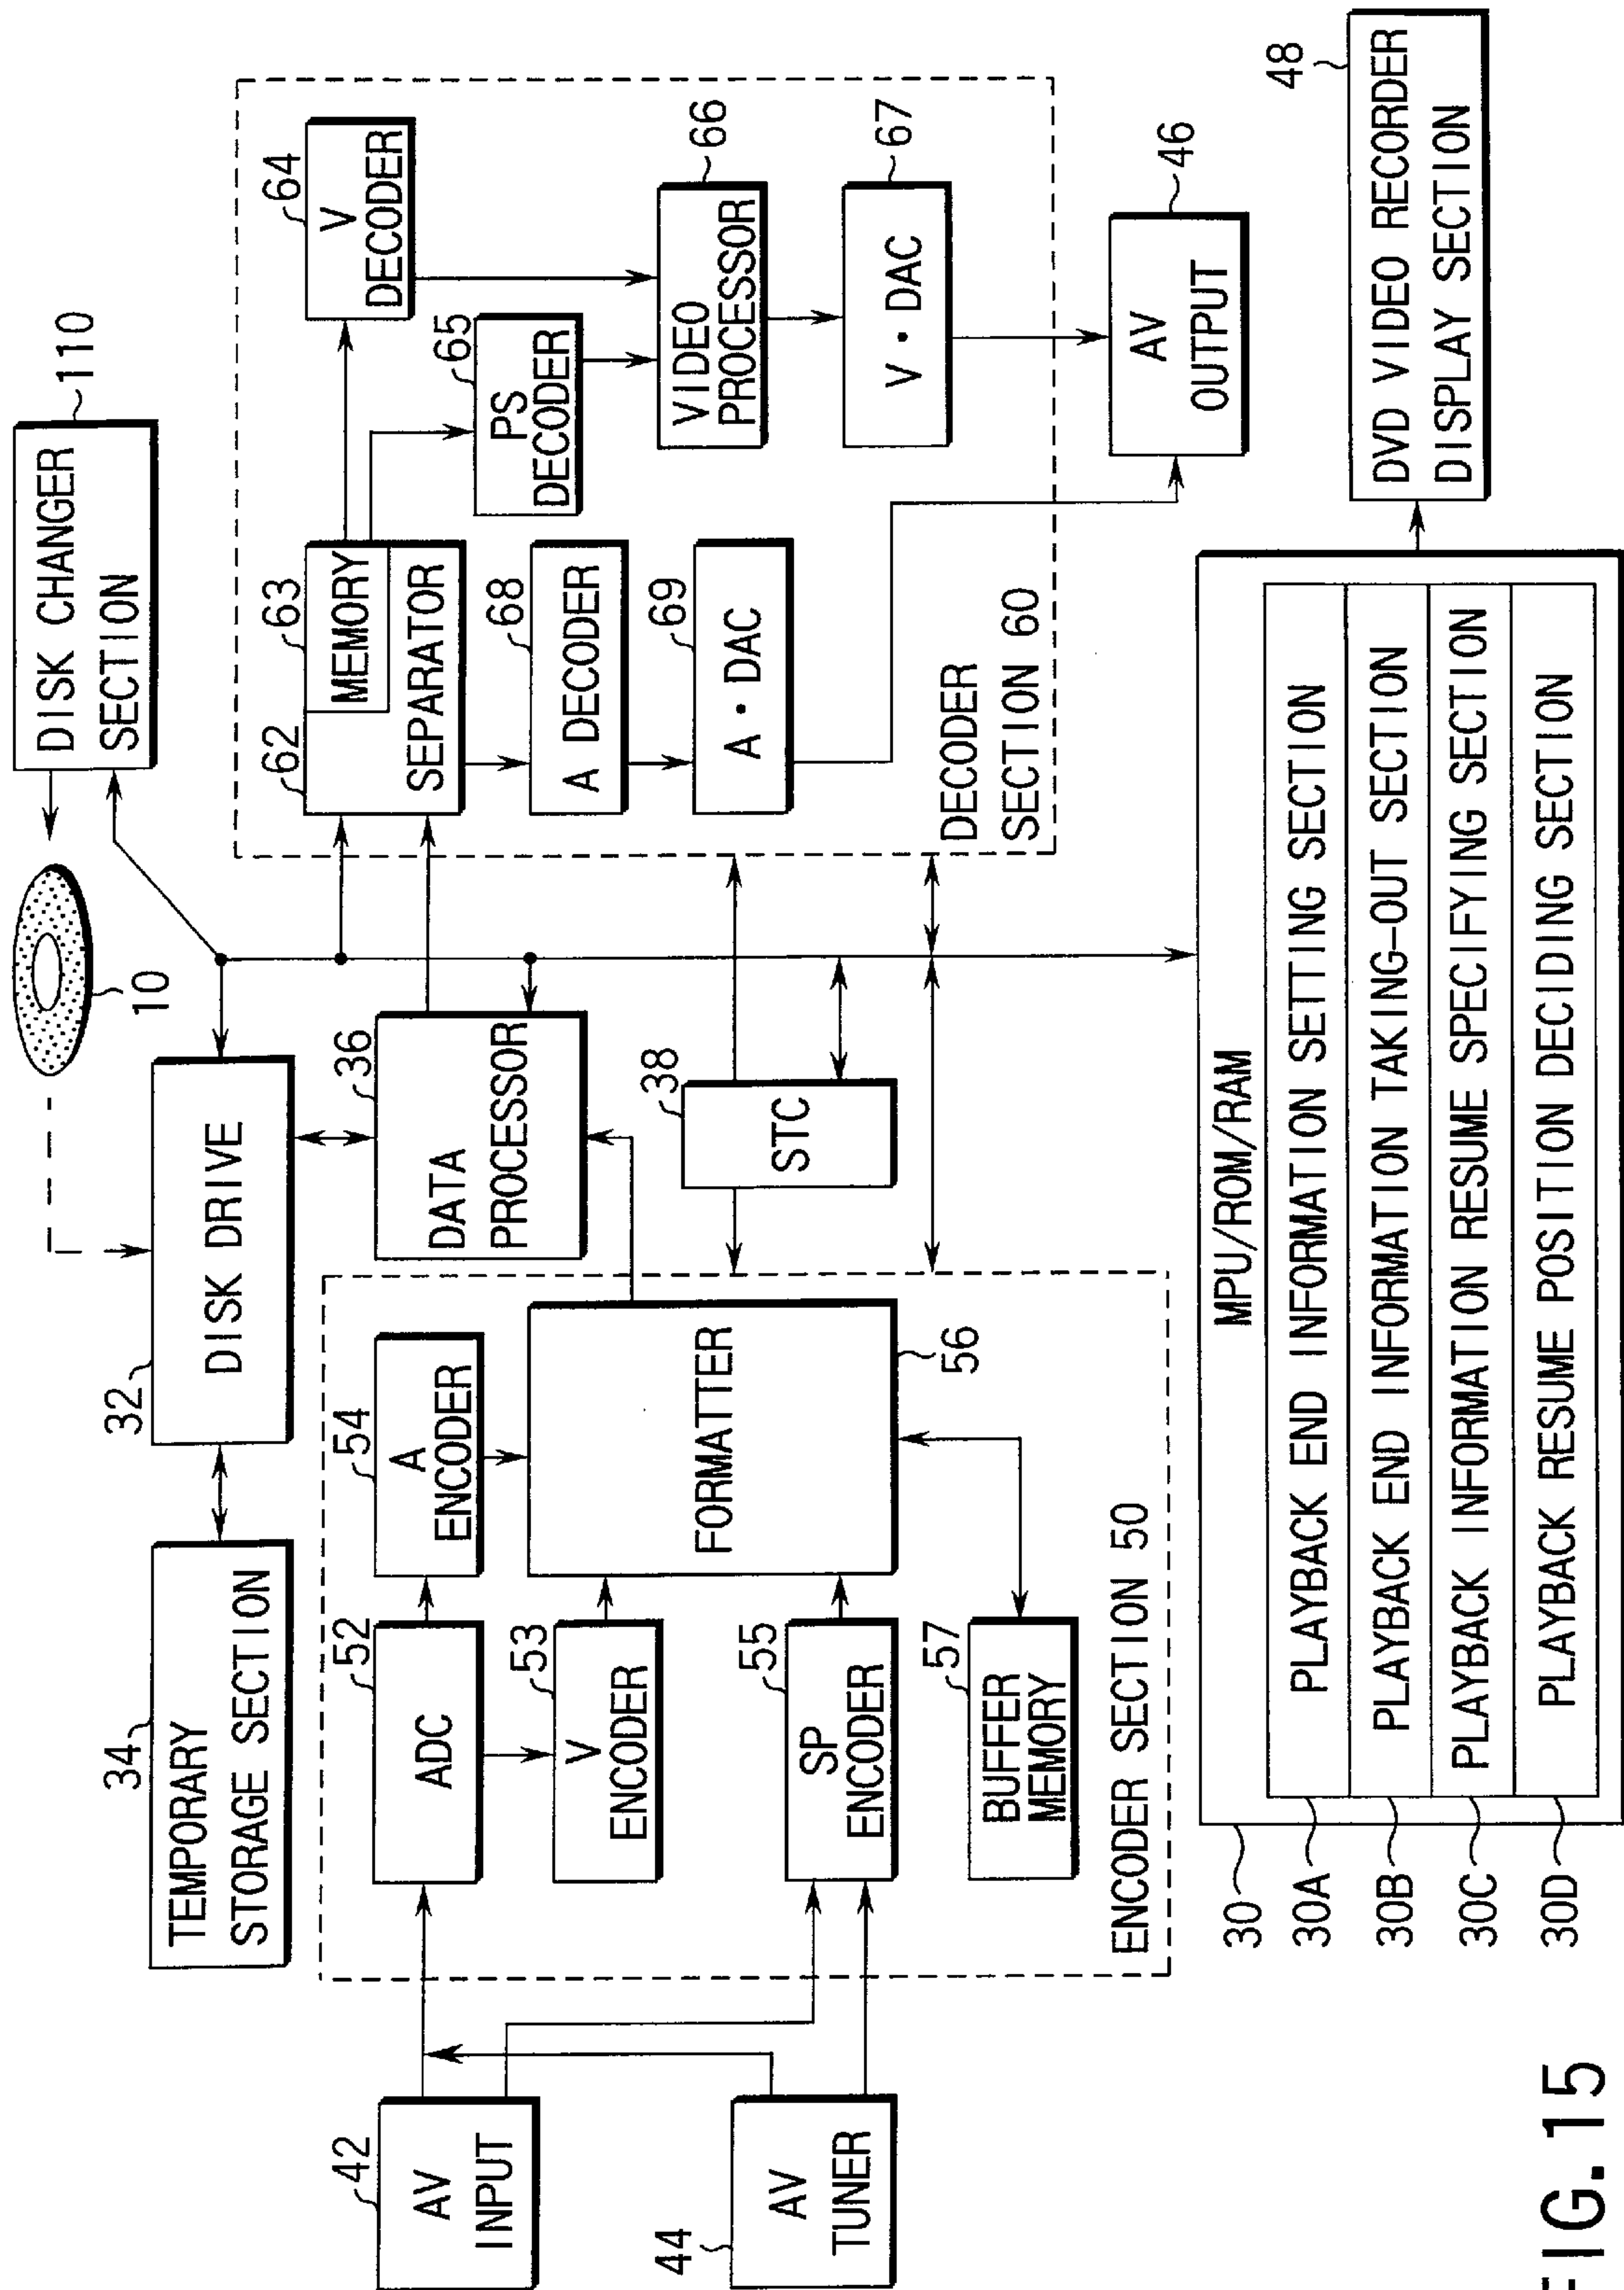 DISK CHANGER
SECTION
110
10
34
TEMPORARY
STORAGE SECTION
32
DISK DRIVE
36
DATA
PROCESSOR
38
STC
42
AV
INPUT
44
AV
TUNER
52
ADC
53
V
ENCODER
54
A
ENCODER
55
SP
ENCODER
56
FORMATTER
57
BUFFER
MEMORY
ENCODER SECTION 50
62
63
MEMORY
SEPARATOR
64
V
DECODER
65
PS
DECODER
66
VIDEO
PROCESSOR
67
V・DAC
68
A DECODER
69
A・DAC
DECODER
SECTION 60
46
AV
OUTPUT
48
DVD VIDEO RECORDER
DISPLAY SECTION
30
MPU/ROM/RAM
30A
PLAYBACK END INFORMATION SETTING SECTION
30B
PLAYBACK END INFORMATION TAKING-OUT SECTION
30C
PLAYBACK INFORMATION RESUME SPECIFYING SECTION
30D
PLAYBACK RESUME POSITION DECIDING SECTION
FIG. 15